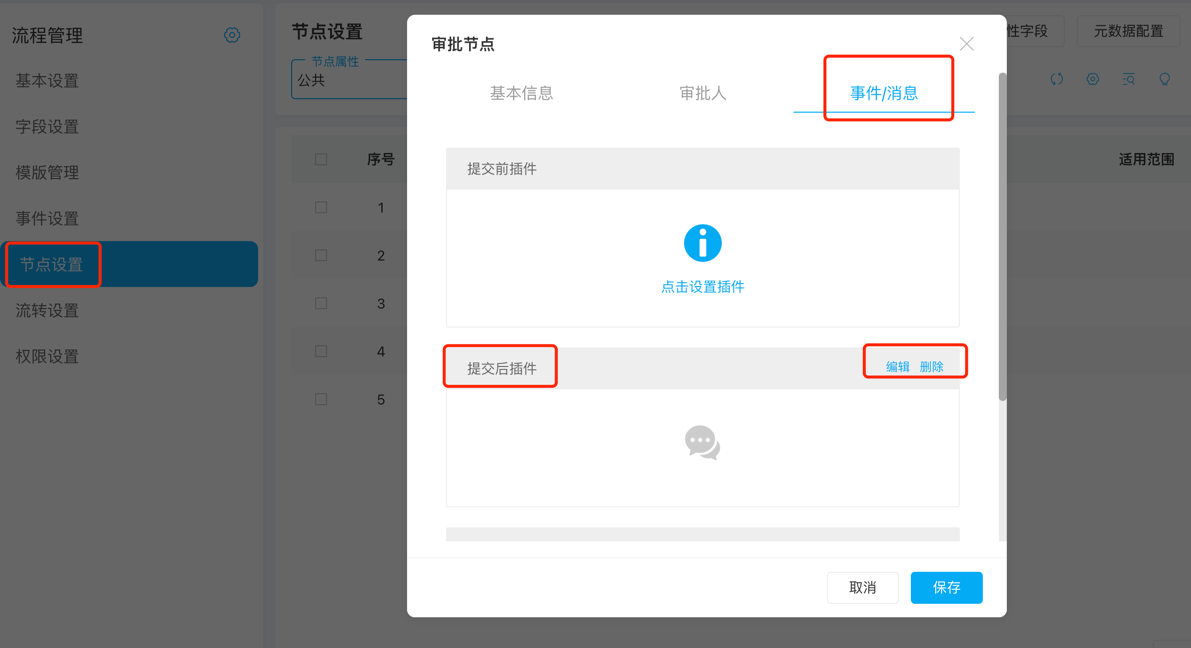 流程管理
基本设置
字段设置
模版管理
事件设置
节点设置
流转设置
权限设置
节点设置
节点属性
公共
性字段
元数据配置
序号
适用范围
1
2
3
4
5
审批节点
基本信息
审批人
事件/消息
提交前插件
点击设置插件
提交后插件
编辑 删除
取消
保存